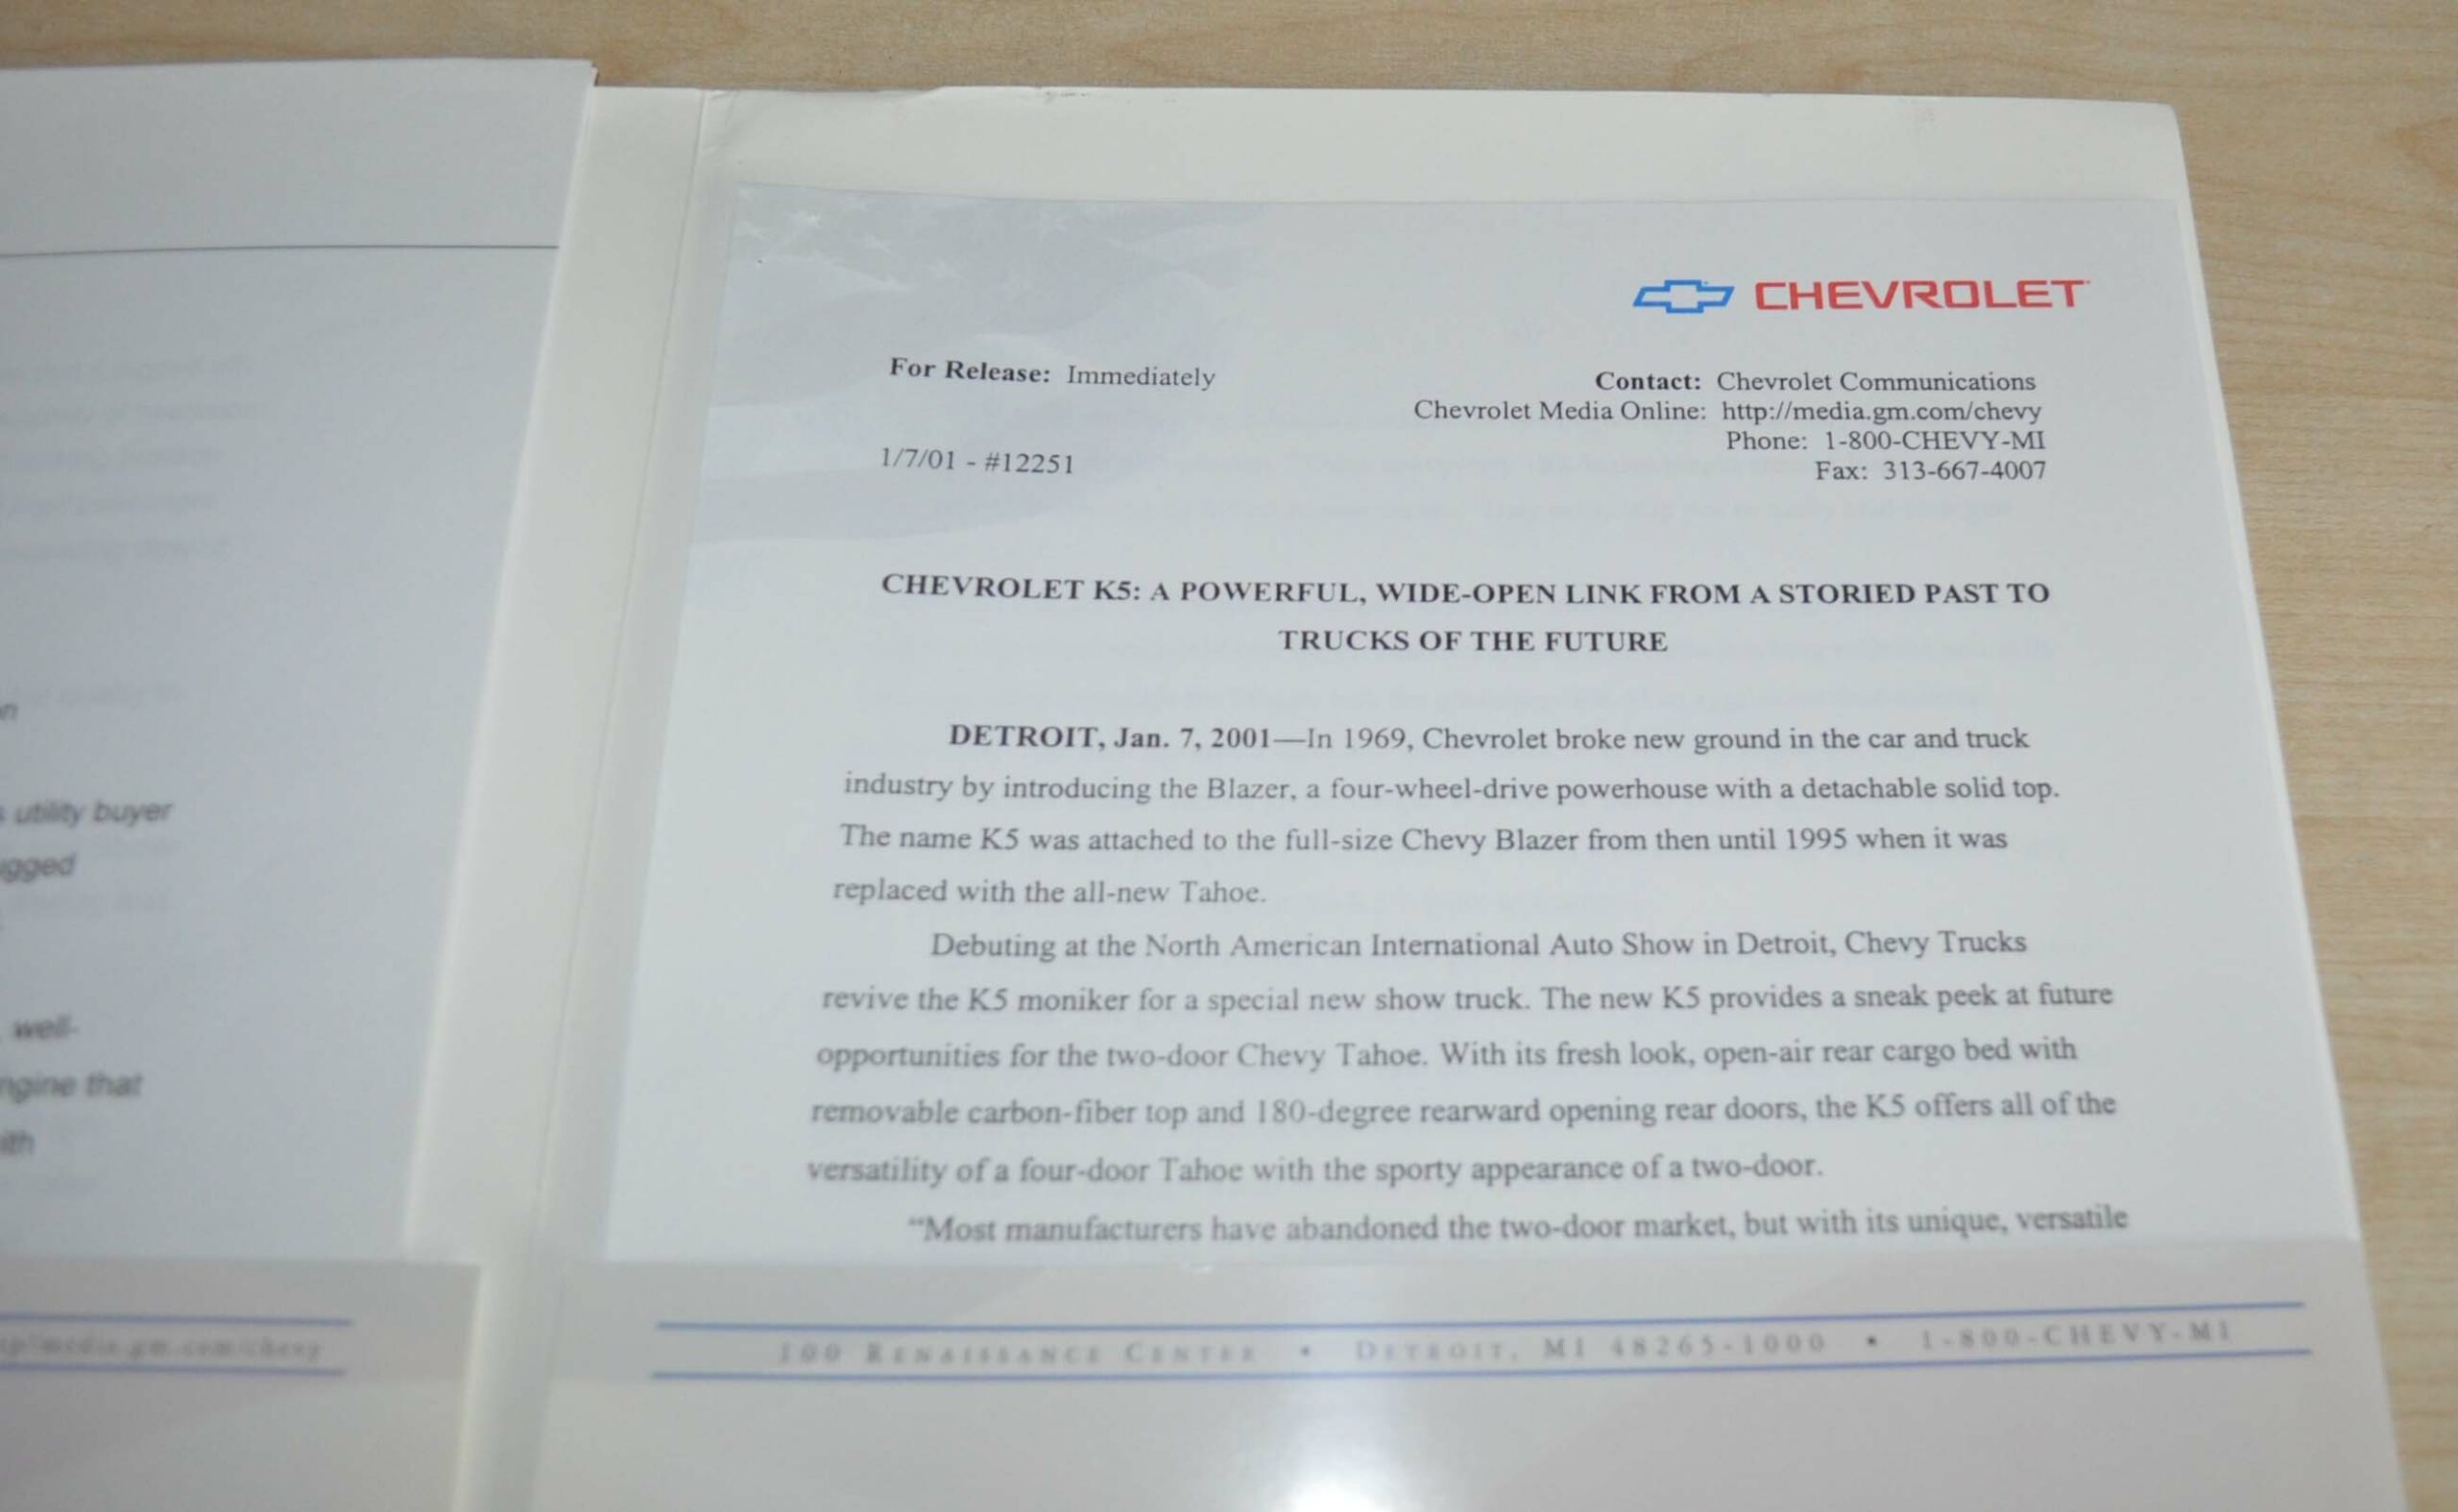 n
utility buyer
gged
well-
ngine that
ith
media.gm.com/chevy
CHEVROLET
For Release: Immediately
Contact: Chevrolet Communications
Chevrolet Media Online: http://media.gm.com/chevy
Phone: 1-800-CHEVY-MI
1/7/01 - #12251
Fax: 313-667-4007
CHEVROLET K5: A POWERFUL, WIDE-OPEN LINK FROM A STORIED PAST TO
TRUCKS OF THE FUTURE
DETROIT, Jan. 7, 2001—In 1969, Chevrolet broke new ground in the car and truck
industry by introducing the Blazer, a four-wheel-drive powerhouse with a detachable solid top.
The name K5 was attached to the full-size Chevy Blazer from then until 1995 when it was
replaced with the all-new Tahoe.
Debuting at the North American International Auto Show in Detroit, Chevy Trucks
revive the K5 moniker for a special new show truck. The new K5 provides a sneak peek at future
opportunities for the two-door Chevy Tahoe. With its fresh look, open-air rear cargo bed with
removable carbon-fiber top and 180-degree rearward opening rear doors, the K5 offers all of the
versatility of a four-door Tahoe with the sporty appearance of a two-door.
“Most manufacturers have abandoned the two-door market, but with its unique, versatile
100 RENAISSANCE CENTER • DETROIT, MI 48265-1000 • 1-800-CHEVY-MI